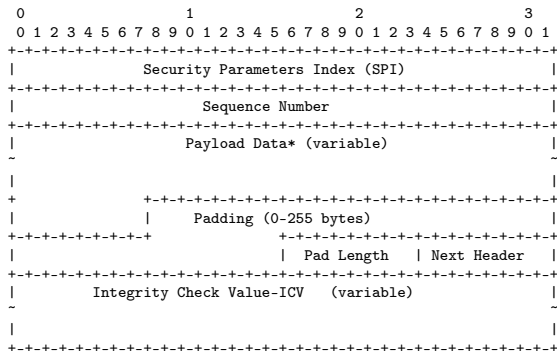 0                   1                   2                   3
0 1 2 3 4 5 6 7 8 9 0 1 2 3 4 5 6 7 8 9 0 1 2 3 4 5 6 7 8 9 0 1
+-+-+-+-+-+-+-+-+-+-+-+-+-+-+-+-+-+-+-+-+-+-+-+-+-+-+-+-+-+-+-+-+
|               Security Parameters Index (SPI)                 |
+-+-+-+-+-+-+-+-+-+-+-+-+-+-+-+-+-+-+-+-+-+-+-+-+-+-+-+-+-+-+-+-+
|                      Sequence Number                          |
+-+-+-+-+-+-+-+-+-+-+-+-+-+-+-+-+-+-+-+-+-+-+-+-+-+-+-+-+-+-+-+-+
|                    Payload Data* (variable)                   |
~                                                               ~
|                                                               |
+               +-+-+-+-+-+-+-+-+-+-+-+-+-+-+-+-+-+-+-+-+-+-+-+-+
|               |     Padding (0-255 bytes)                     |
+-+-+-+-+-+-+-+-+               +-+-+-+-+-+-+-+-+-+-+-+-+-+-+-+-+
|                               |  Pad Length   | Next Header   |
+-+-+-+-+-+-+-+-+-+-+-+-+-+-+-+-+-+-+-+-+-+-+-+-+-+-+-+-+-+-+-+-+
|         Integrity Check Value-ICV   (variable)                |
~                                                               ~
|                                                               |
+-+-+-+-+-+-+-+-+-+-+-+-+-+-+-+-+-+-+-+-+-+-+-+-+-+-+-+-+-+-+-+-+